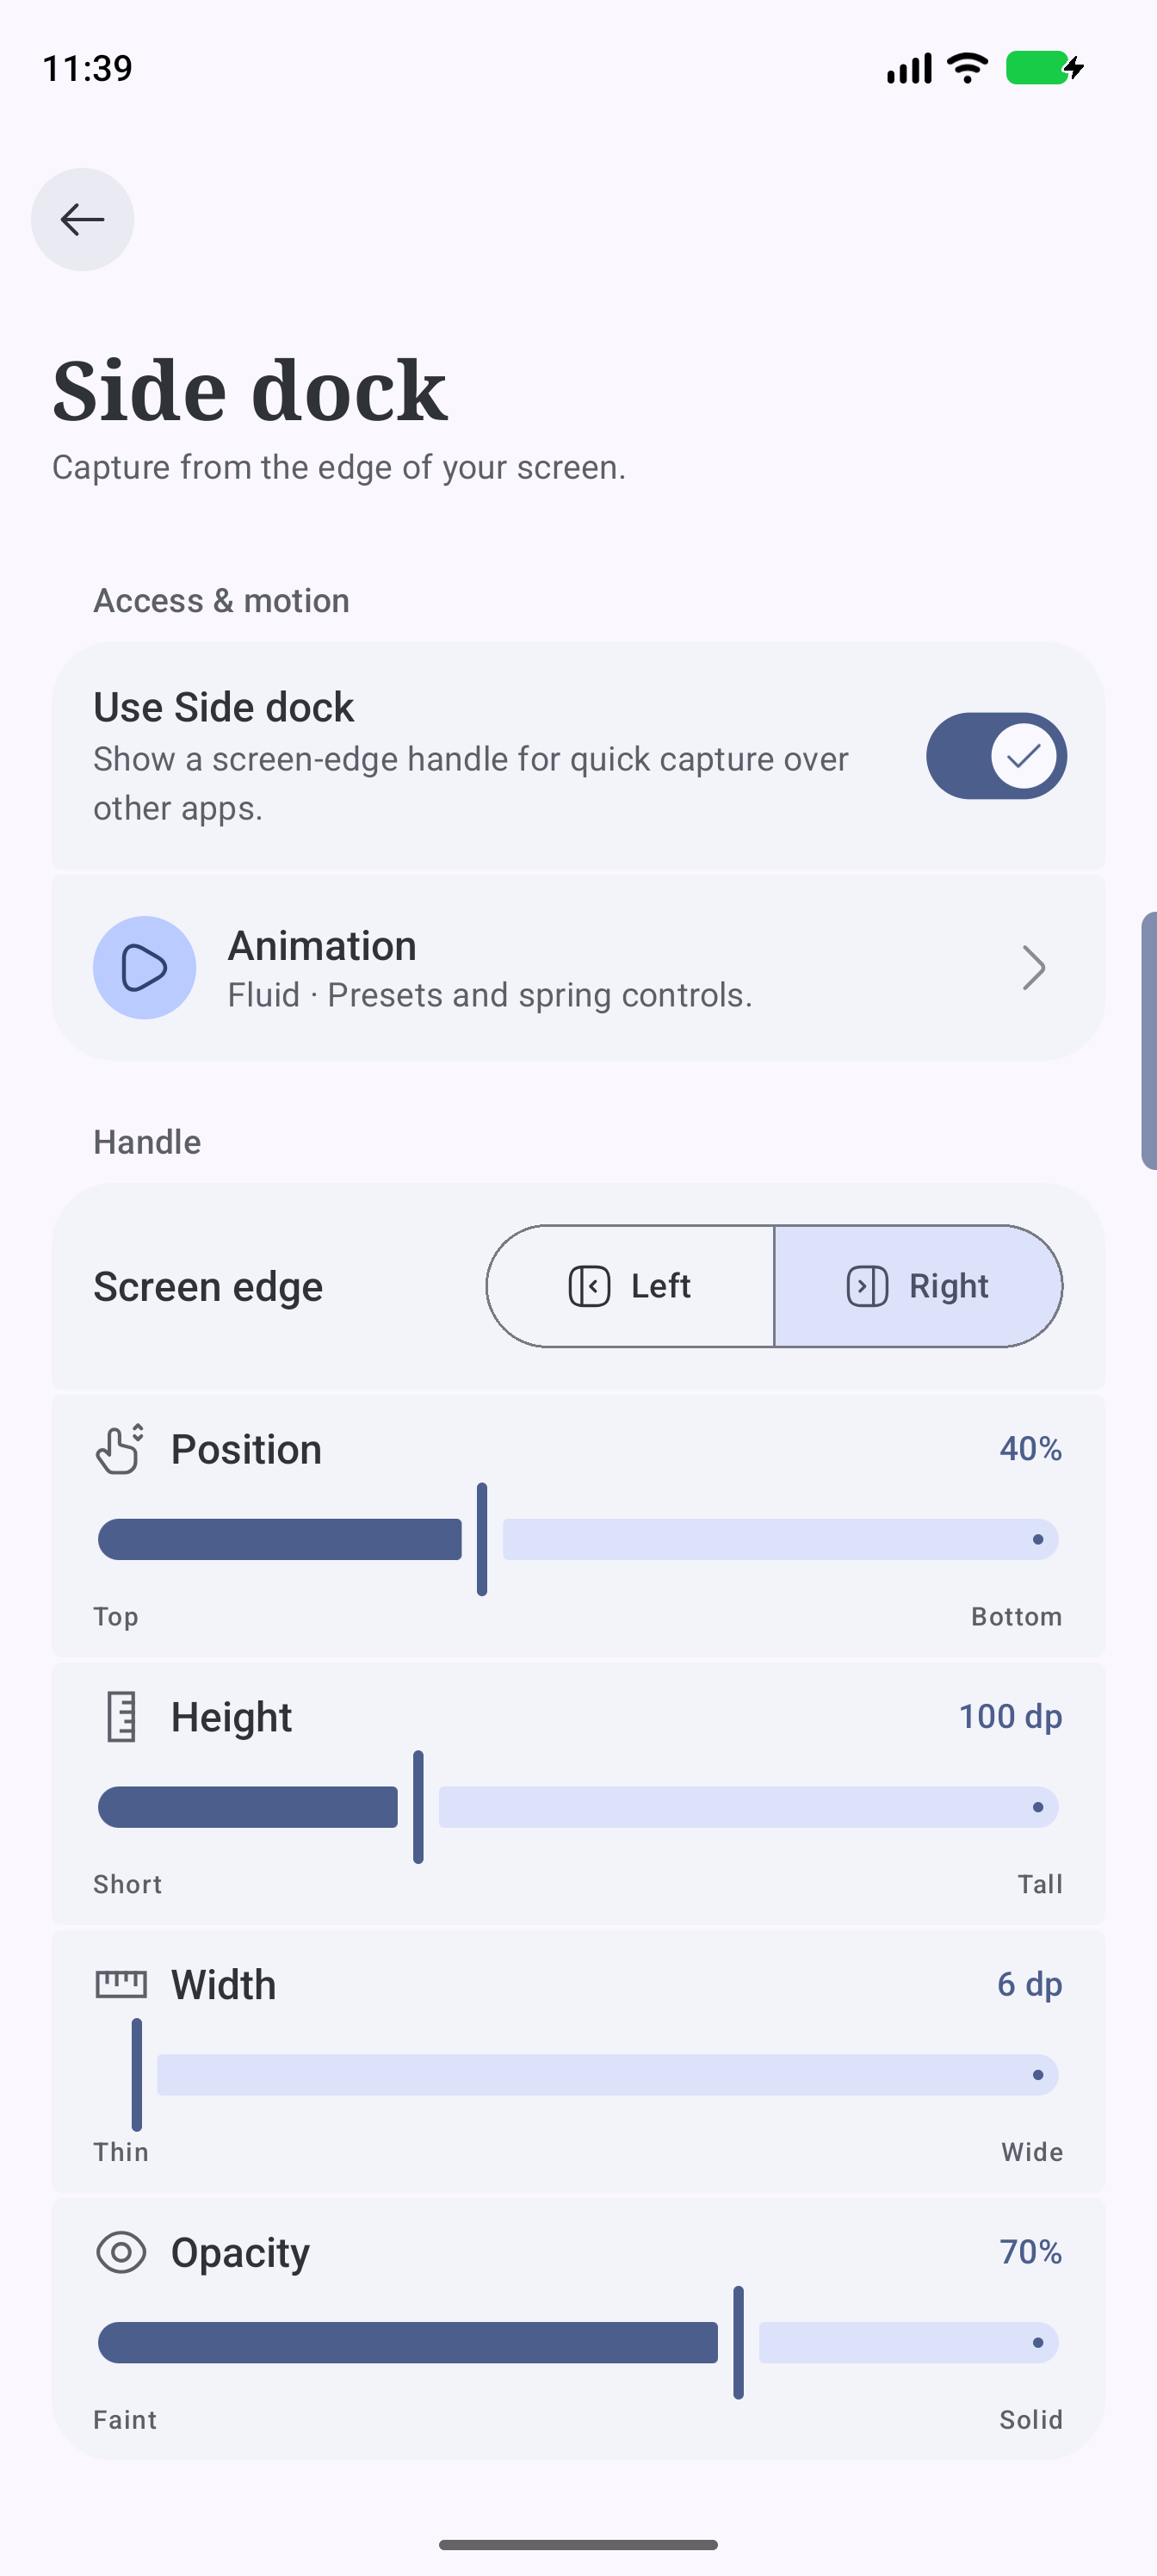 11:39
Side dock
Capture from the edge of your screen.
Access & motion
Use Side dock
Show a screen-edge handle for quick capture over
other apps.
Animation
Fluid · Presets and spring controls.
Handle
Screen edge
Left
Right
Position
40%
Top
Bottom
Height
100 dp
Short
Tall
Width
6 dp
Thin
Wide
Opacity
70%
Faint
Solid